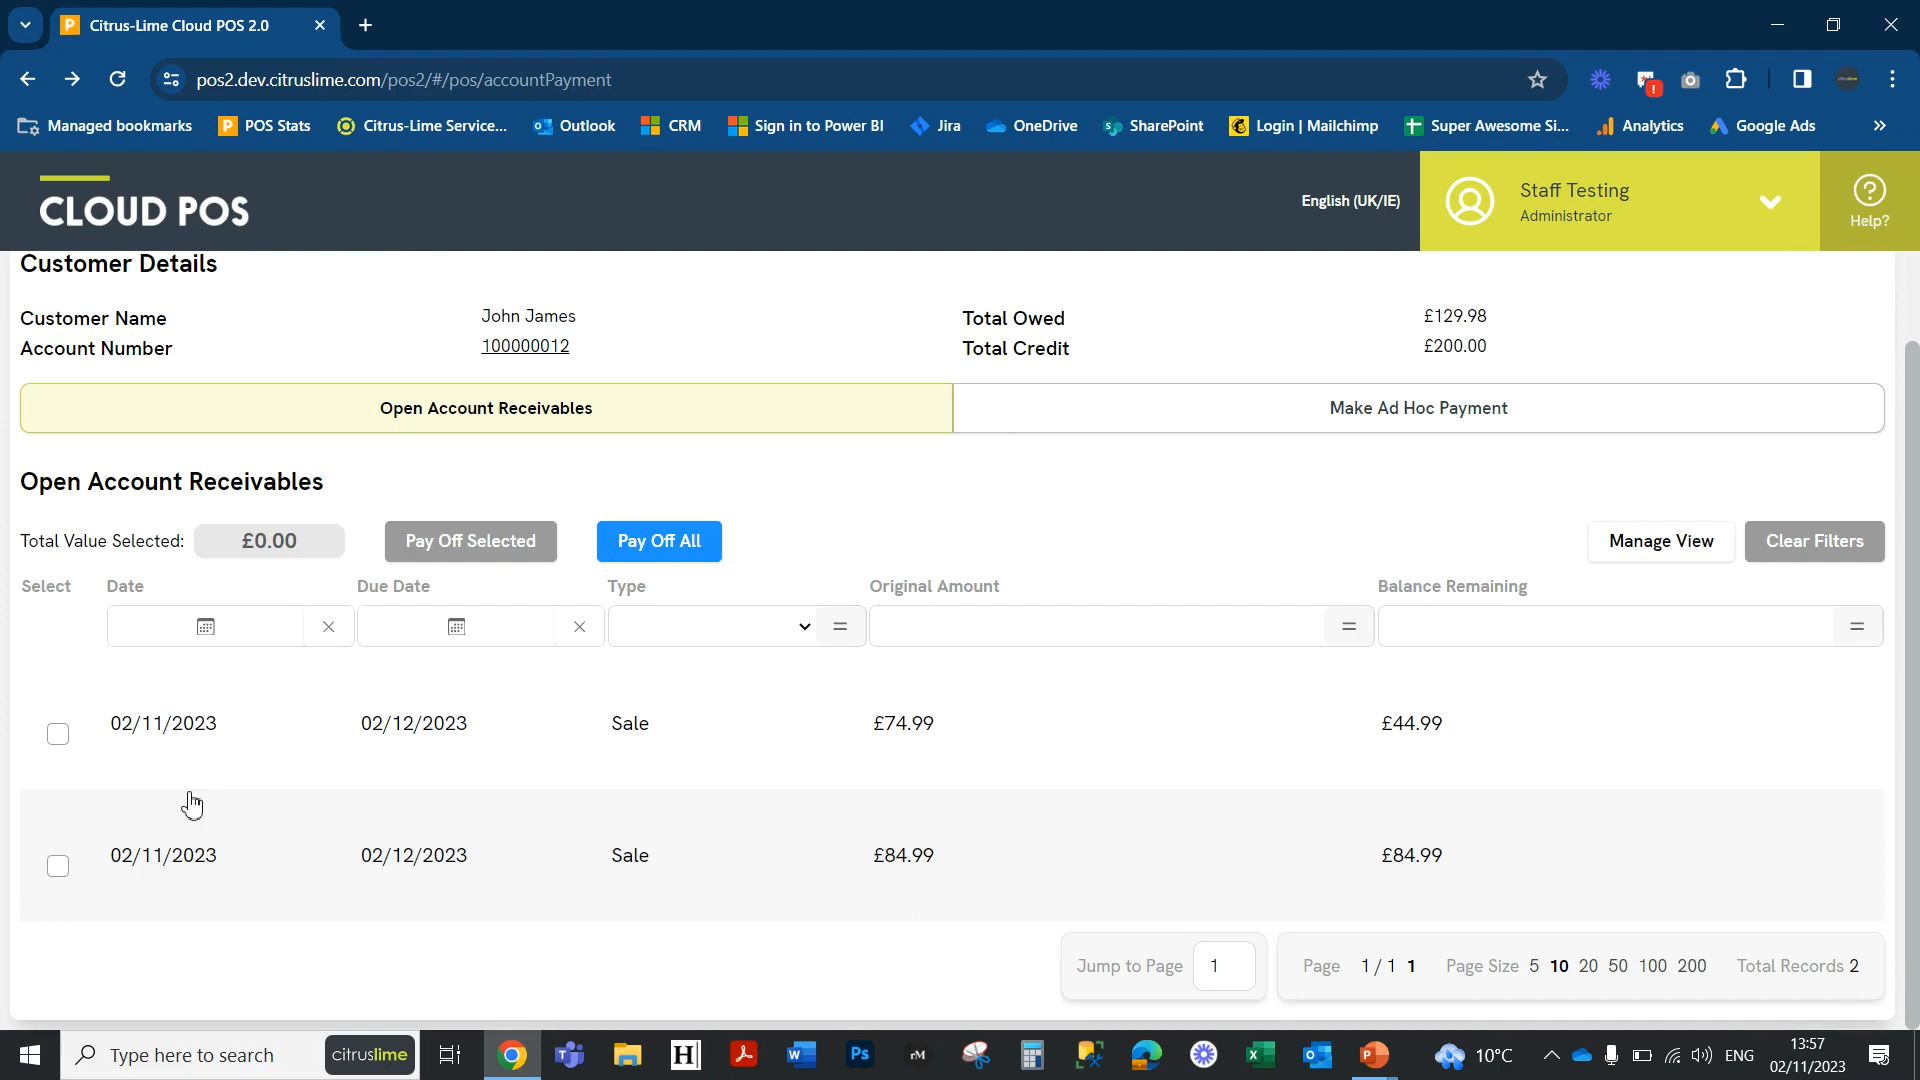 Citrus-Lime Cloud POS 2.0
pos2.dev.citruslime.com/pos2/#/pos/accountPayment
Managed bookmarks POS Stats Citrus-Lime Service... Outlook CRM Sign in to Power BI Jira OneDrive SharePoint Login | Mailchimp Super Awesome Si... Analytics Google Ads
CLOUD POS
English (UK/IE)
Staff Testing
Administrator
Help?
Customer Details
Customer Name John James Total Owed £129.98
Account Number 100000012 Total Credit £200.00
Open Account Receivables Make Ad Hoc Payment
Open Account Receivables
Total Value Selected: £0.00 Pay Off Selected Pay Off All Manage View Clear Filters
Select Date Due Date Type Original Amount Balance Remaining
= = =
02/11/2023 02/12/2023 Sale £74.99 £44.99
02/11/2023 02/12/2023 Sale £84.99 £84.99
Jump to Page 1 Page 1 / 1 1 Page Size 5 10 20 50 100 200 Total Records 2
Type here to search citruslime 10°C ENG 13:57
02/11/2023